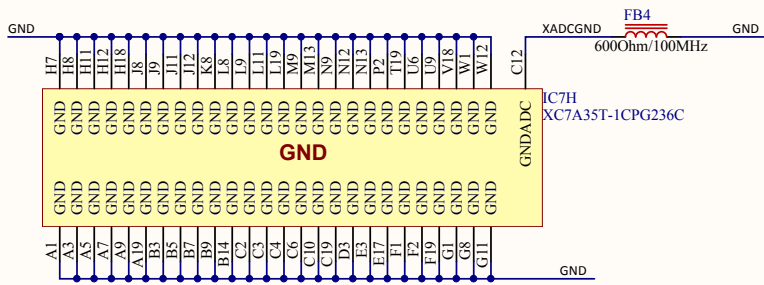 FB4
GND XADCGND GND
600Ohm/100MHz
H7 H8 H11 H12 H18 J8 J9 J11 J12 K8 L8 L9 L11 L19 M9 M13 N9 N12 N13 P2 T19 U6 U9 V18 W1 W12 C12
IC7H
XC7A35T-1CPG236C
GND GND GND GND GND GND GND GND GND GND GND GND GND GND GND GND GND GND GND GND GND GND GND GND GND GND GNDADC
GND
GND GND GND GND GND GND GND GND GND GND GND GND GND GND GND GND GND GND GND GND GND GND GND GND GND
A1 A3 A5 A7 A9 A19 B3 B5 B7 B9 B14 C2 C3 C4 C6 C10 C19 D3 E3 E17 F1 F2 F19 G1 G8 G11
GND